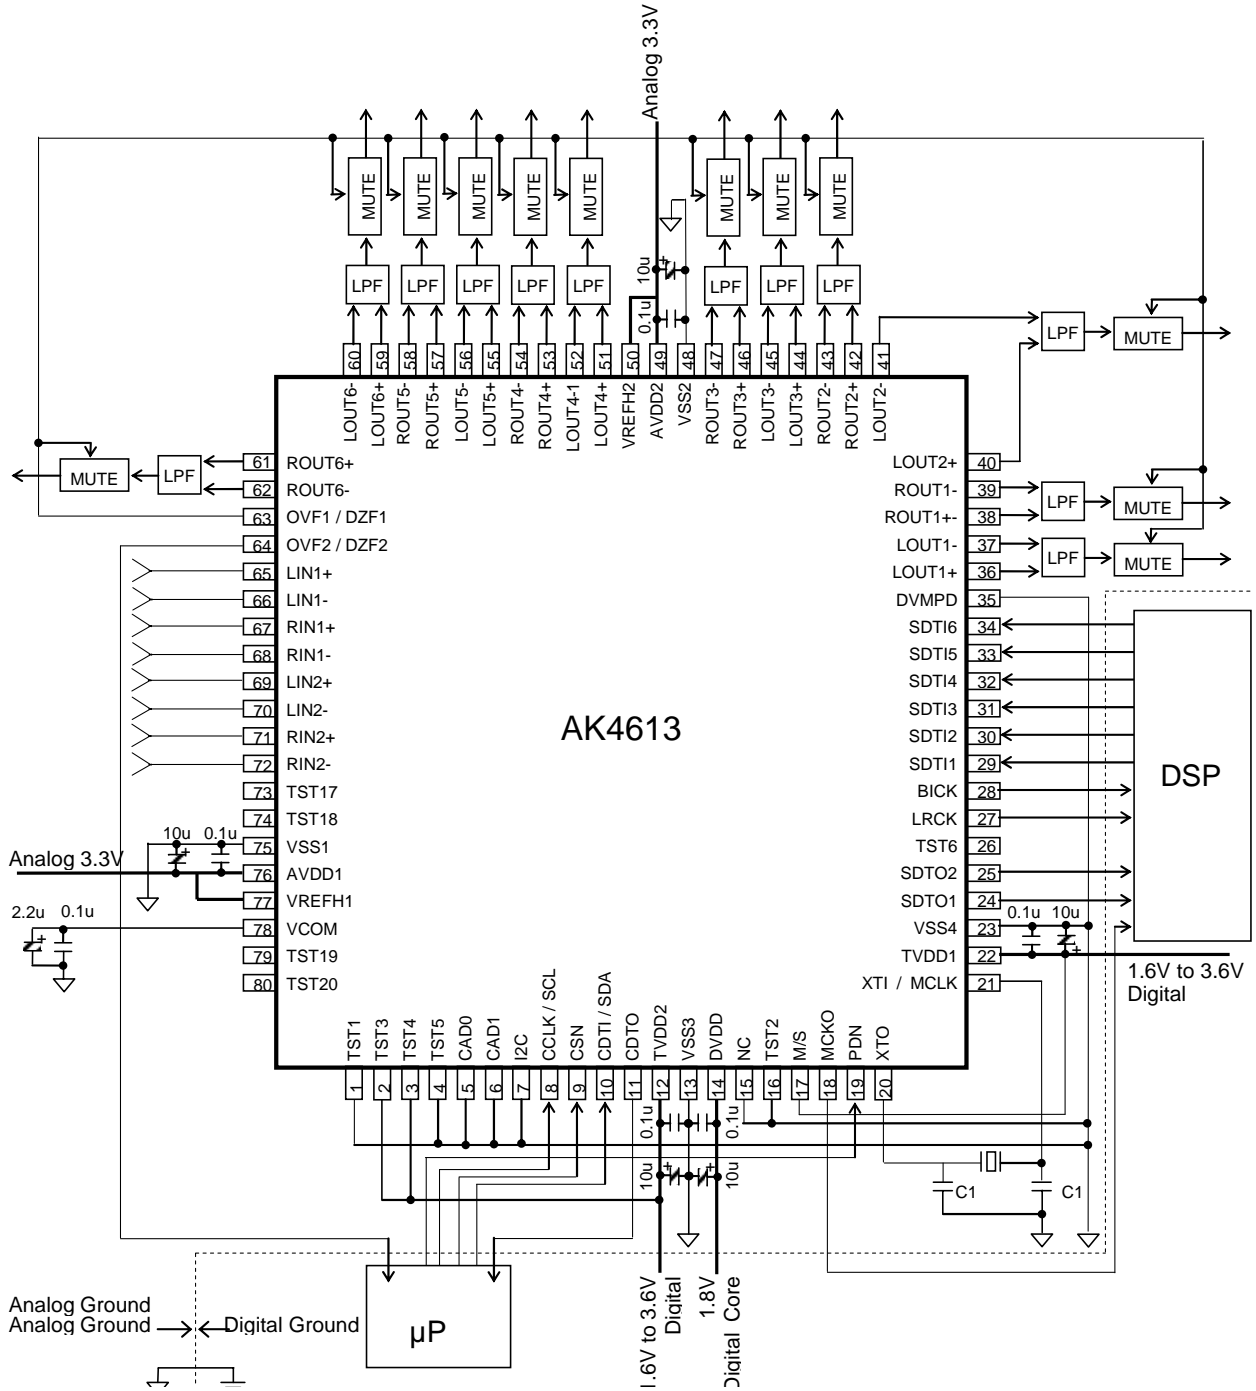 Analog 3.3V
MUTE MUTE MUTE MUTE MUTE MUTE MUTE MUTE
10u
LPF LPF LPF LPF LPF LPF LPF LPF
0.1u
LPF MUTE
60 59 58 57 56 55 54 53 52 51 50 49 48 47 46 45 44 43 42 41
LOUT6- LOUT6+ ROUT5- ROUT5+ LOUT5- LOUT5+ ROUT4- ROUT4+ LOUT4-1 LOUT4+ VREFH2 AVDD2 VSS2 ROUT3- ROUT3+ LOUT3- LOUT3+ ROUT2- ROUT2+ LOUT2-
MUTE LPF
61 ROUT6+
62 ROUT6-
63 OVF1 / DZF1
64 OVF2 / DZF2
65 LIN1+
66 LIN1-
67 RIN1+
68 RIN1-
69 LIN2+
70 LIN2-
71 RIN2+
72 RIN2-
73 TST17
74 TST18
75 VSS1
76 AVDD1
77 VREFH1
78 VCOM
79 TST19
80 TST20
10u 0.1u
Analog 3.3V
2.2u 0.1u
AK4613
LOUT2+ 40
ROUT1- 39
ROUT1+- 38
LOUT1- 37
LOUT1+ 36
DVMPD 35
SDTI6 34
SDTI5 33
SDTI4 32
SDTI3 31
SDTI2 30
SDTI1 29
BICK 28
LRCK 27
TST6 26
SDTO2 25
SDTO1 24
VSS4 23
TVDD1 22
XTI / MCLK 21
LPF MUTE
LPF MUTE
DSP
0.1u 10u
1.6V to 3.6V
Digital
TST1 TST3 TST4 TST5 CAD0 CAD1 I2C CCLK / SCL CSN CDTI / SDA CDTO TVDD2 VSS3 DVDD NC TST2 M/S MCKO PDN XTO
1 2 3 4 5 6 7 8 9 10 11 12 13 14 15 16 17 18 19 20
0.1u 0.1u
10u 10u
C1 C1
1.6V to 3.6V
Digital
1.8V
Digital Core
µP
Analog Ground
Analog Ground Digital Ground